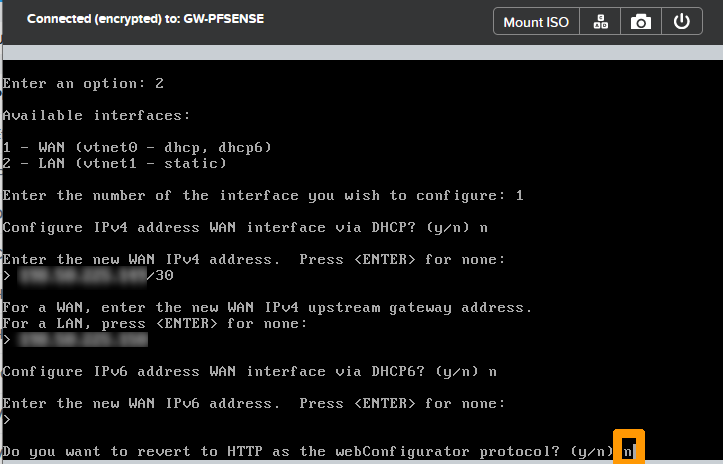 Connected (encrypted) to: GW-PFSENSE
Mount ISO
Enter an option: 2
Available interfaces:
1 - WAN (vtnet0 - dhcp, dhcp6)
2 - LAN (vtnet1 - static)
Enter the number of the interface you wish to configure: 1
Configure IPv4 address WAN interface via DHCP? (y/n) n
Enter the new WAN IPv4 address.  Press <ENTER> for none:
> /30
For a WAN, enter the new WAN IPv4 upstream gateway address.
For a LAN, press <ENTER> for none:
>
Configure IPv6 address WAN interface via DHCP6? (y/n) n
Enter the new WAN IPv6 address.  Press <ENTER> for none:
>
Do you want to revert to HTTP as the webConfigurator protocol? (y/n) n